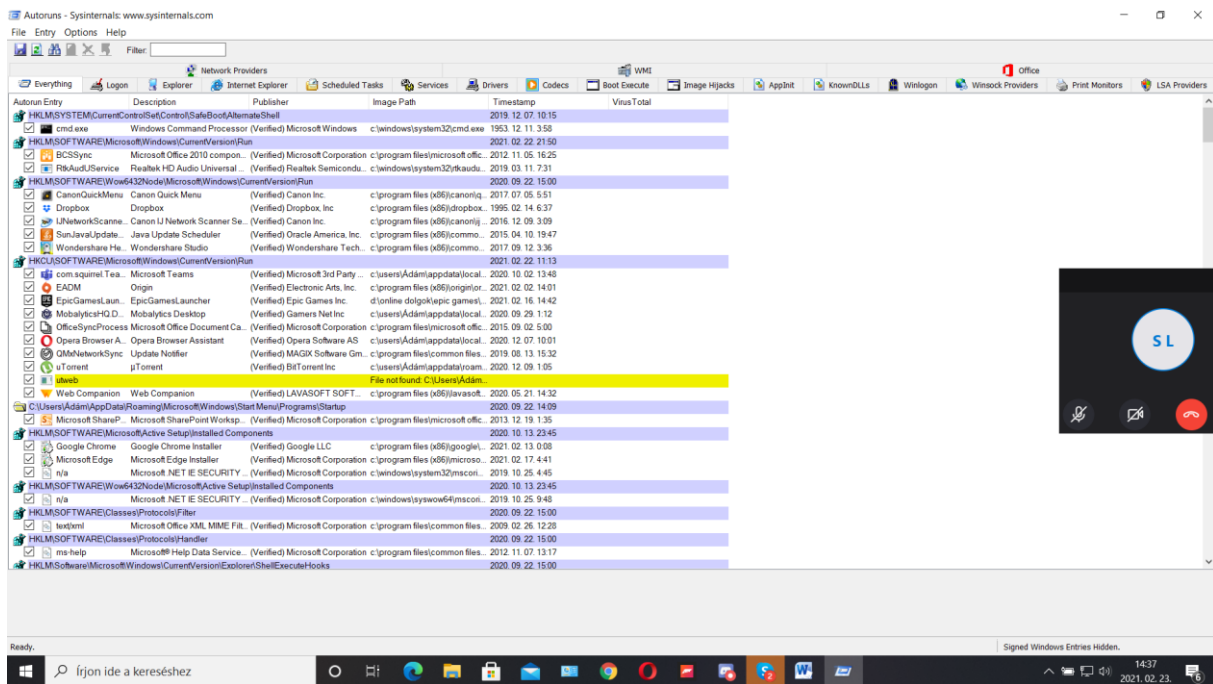 Autoruns - Sysinternals: www.sysinternals.com
File Entry Options Help
Filter:
Network Providers WMI Office
Everything Logon Explorer Internet Explorer Scheduled Tasks Services Drivers Codecs Boot Execute Image Hijacks AppInit KnownDLLs Winlogon Winsock Providers Print Monitors LSA Providers
Autorun Entry Description Publisher Image Path Timestamp VirusTotal
HKLM\SYSTEM\CurrentControlSet\Control\SafeBoot\AlternateShell 2019. 12. 07. 10:15
cmd.exe Windows Command Processor (Verified) Microsoft Windows c:\windows\system32\cmd.exe 1953. 12. 11. 3:58
HKLM\SOFTWARE\Microsoft\Windows\CurrentVersion\Run 2021. 02. 22. 21:50
BCSSync Microsoft Office 2010 compon... (Verified) Microsoft Corporation c:\program files\microsoft offic... 2012. 11. 05. 16:25
RtkAudUService Realtek HD Audio Universal ... (Verified) Realtek Semicondu... c:\windows\system32\rtkaudu... 2019. 03. 11. 7:31
HKLM\SOFTWARE\Wow6432Node\Microsoft\Windows\CurrentVersion\Run 2020. 09. 22. 15:00
CanonQuickMenu Canon Quick Menu (Verified) Canon Inc. c:\program files (x86)\canon\q... 2017. 07. 05. 5:51
Dropbox Dropbox (Verified) Dropbox, Inc c:\program files (x86)\dropbox... 1995. 02. 14. 6:37
IJNetworkScanne... Canon IJ Network Scanner Se... (Verified) Canon Inc. c:\program files (x86)\canon\ij ... 2016. 12. 09. 3:09
SunJavaUpdate... Java Update Scheduler (Verified) Oracle America, Inc. c:\program files (x86)\commo... 2015. 04. 10. 19:47
Wondershare He... Wondershare Studio (Verified) Wondershare Tech... c:\program files (x86)\commo... 2017. 09. 12. 3:36
HKCU\SOFTWARE\Microsoft\Windows\CurrentVersion\Run 2021. 02. 22. 11:13
com.squirrel.Tea... Microsoft Teams (Verified) Microsoft 3rd Party ... c:\users\Ádám\appdata\local... 2020. 10. 02. 13:48
EADM Origin (Verified) Electronic Arts, Inc. c:\program files (x86)\origin\or... 2021. 02. 02. 14:01
EpicGamesLaun... EpicGamesLauncher (Verified) Epic Games Inc. d:\online dolgok\epic games\... 2021. 02. 16. 14:42
MobalyticsHQ.D... Mobalytics Desktop (Verified) Gamers Net Inc c:\users\Ádám\appdata\local... 2020. 09. 29. 1:12
OfficeSyncProcess Microsoft Office Document Ca... (Verified) Microsoft Corporation c:\program files\microsoft offic... 2015. 09. 02. 5:00
Opera Browser A... Opera Browser Assistant (Verified) Opera Software AS c:\users\Ádám\appdata\local... 2020. 12. 07. 10:01
QMxNetworkSync Update Notifier (Verified) MAGIX Software Gm... c:\program files\common files... 2019. 08. 13. 15:32
uTorrent µTorrent (Verified) BitTorrent Inc c:\users\Ádám\appdata\roam... 2020. 12. 09. 1:05
utweb File not found: C:\Users\Ádám...
Web Companion Web Companion (Verified) LAVASOFT SOFT... c:\program files (x86)\lavasoft... 2020. 05. 21. 14:32
C:\Users\Ádám\AppData\Roaming\Microsoft\Windows\Start Menu\Programs\Startup 2020. 09. 22. 14:09
Microsoft ShareP... Microsoft SharePoint Worksp... (Verified) Microsoft Corporation c:\program files\microsoft offic... 2013. 12. 19. 1:35
HKLM\SOFTWARE\Microsoft\Active Setup\Installed Components 2020. 10. 13. 23:45
Google Chrome Google Chrome Installer (Verified) Google LLC c:\program files (x86)\google\... 2021. 02. 13. 0:08
Microsoft Edge Microsoft Edge Installer (Verified) Microsoft Corporation c:\program files (x86)\microso... 2021. 02. 17. 4:41
n/a Microsoft .NET IE SECURITY ... (Verified) Microsoft Corporation c:\windows\system32\mscori... 2019. 10. 25. 4:45
HKLM\SOFTWARE\Wow6432Node\Microsoft\Active Setup\Installed Components 2020. 10. 13. 23:45
n/a Microsoft .NET IE SECURITY ... (Verified) Microsoft Corporation c:\windows\syswow64\mscori... 2019. 10. 25. 9:48
HKLM\SOFTWARE\Classes\Protocols\Filter 2020. 09. 22. 15:00
text/xml Microsoft Office XML MIME Filt... (Verified) Microsoft Corporation c:\program files\common files... 2009. 02. 26. 12:28
HKLM\SOFTWARE\Classes\Protocols\Handler 2020. 09. 22. 15:00
ms-help Microsoft® Help Data Service... (Verified) Microsoft Corporation c:\program files\common files... 2012. 11. 07. 13:17
HKLM\Software\Microsoft\Windows\CurrentVersion\Explorer\ShellExecuteHooks 2020. 09. 22. 15:00
S L
Ready. Signed Windows Entries Hidden.
Írjon ide a kereséshez
14:37
2021. 02. 23.
6